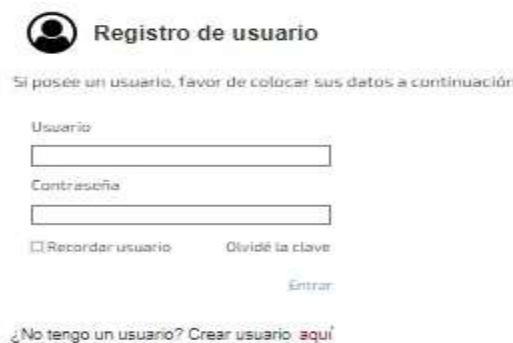 Registro de usuario
Si posee un usuario, favor de colocar sus datos a continuación
Usuario
Contraseña
Recordar usuario Olvidé la clave
Entrar
¿No tengo un usuario? Crear usuario aquí